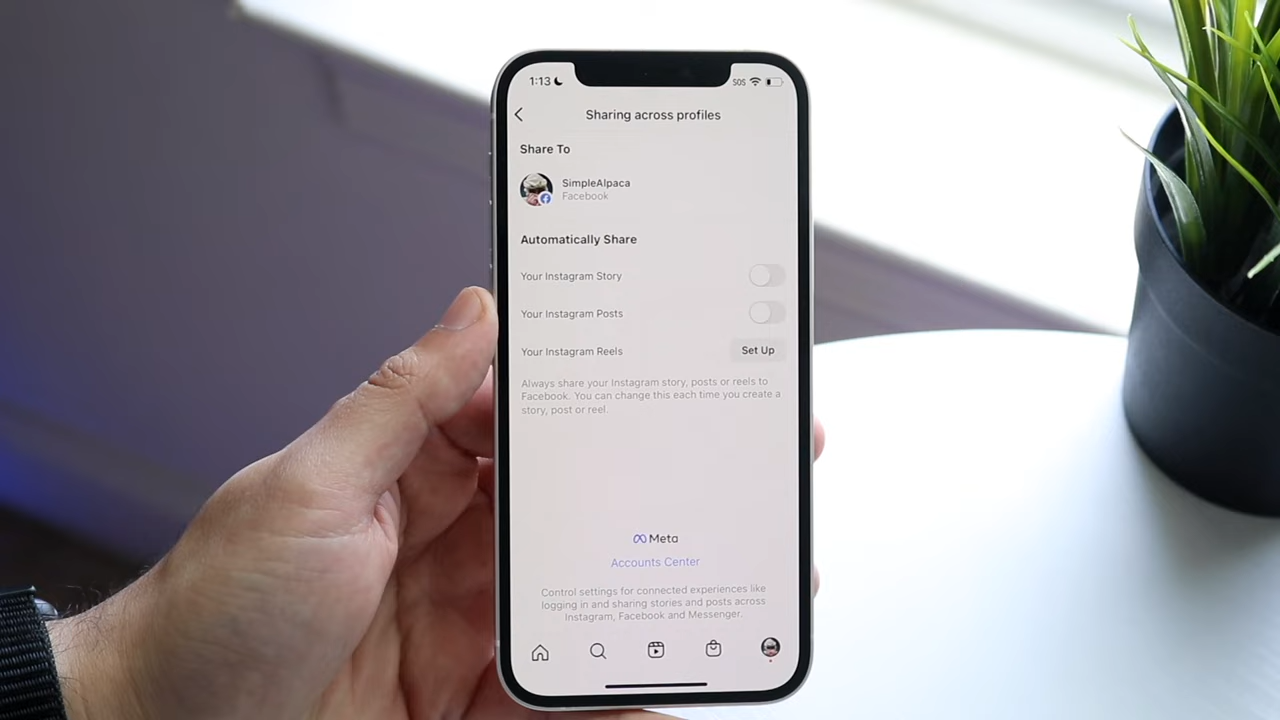 1:13
SOS
Sharing across profiles
Share To
SimpleAlpaca
Facebook
Automatically Share
Your Instagram Story
Your Instagram Posts
Your Instagram Reels
Set Up
Always share your Instagram story, posts or reels to
Facebook. You can change this each time you create a
story, post or reel.
Meta
Accounts Center
Control settings for connected experiences like
logging in and sharing stories and posts across
Instagram, Facebook and Messenger.